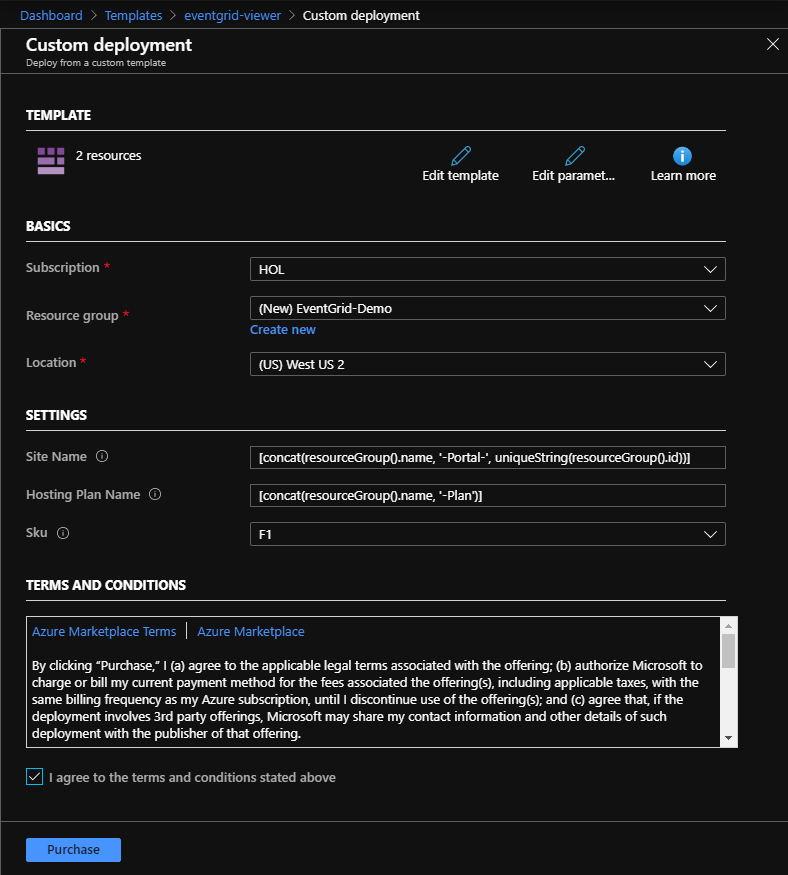 Dashboard > Templates > eventgrid-viewer > Custom deployment
Custom deployment
Deploy from a custom template
TEMPLATE
2 resources
Edit template
Edit paramet...
Learn more
BASICS
Subscription *
HOL
Resource group *
(New) EventGrid-Demo
Create new
Location *
(US) West US 2
SETTINGS
Site Name
[concat(resourceGroup().name, '-Portal-', uniqueString(resourceGroup().id))]
Hosting Plan Name
[concat(resourceGroup().name, '-Plan')]
Sku
F1
TERMS AND CONDITIONS
Azure Marketplace Terms | Azure Marketplace
By clicking “Purchase,” I (a) agree to the applicable legal terms associated with the offering; (b) authorize Microsoft to
charge or bill my current payment method for the fees associated the offering(s), including applicable taxes, with the
same billing frequency as my Azure subscription, until I discontinue use of the offering(s); and (c) agree that, if the
deployment involves 3rd party offerings, Microsoft may share my contact information and other details of such
deployment with the publisher of that offering.
I agree to the terms and conditions stated above
Purchase